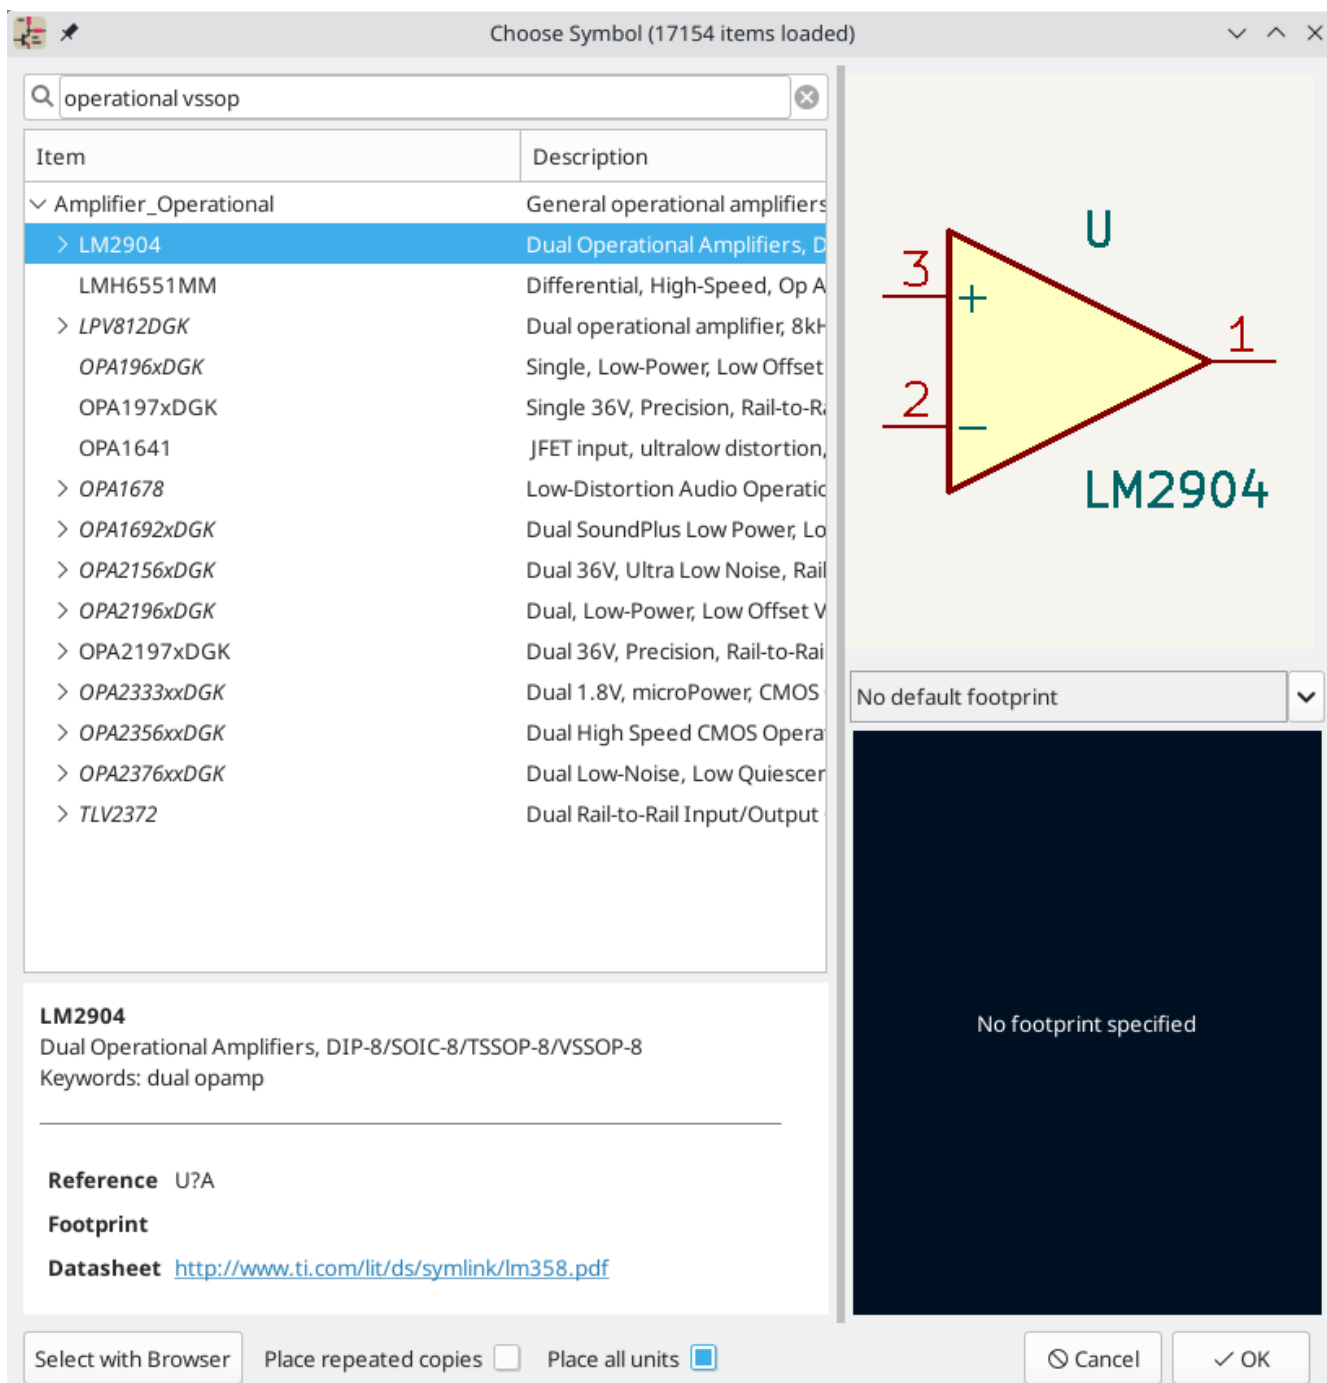 Choose Symbol (17154 items loaded)
operational vssop
Item Description
Amplifier_Operational General operational amplifiers
LM2904 Dual Operational Amplifiers, D
LMH6551MM Differential, High-Speed, Op A
LPV812DGK Dual operational amplifier, 8kH
OPA196xDGK Single, Low-Power, Low Offset
OPA197xDGK Single 36V, Precision, Rail-to-Ra
OPA1641 JFET input, ultralow distortion,
OPA1678 Low-Distortion Audio Operatic
OPA1692xDGK Dual SoundPlus Low Power, Lo
OPA2156xDGK Dual 36V, Ultra Low Noise, Rail
OPA2196xDGK Dual, Low-Power, Low Offset V
OPA2197xDGK Dual 36V, Precision, Rail-to-Rai
OPA2333xxDGK Dual 1.8V, microPower, CMOS
OPA2356xxDGK Dual High Speed CMOS Opera
OPA2376xxDGK Dual Low-Noise, Low Quiescer
TLV2372 Dual Rail-to-Rail Input/Output
LM2904
Dual Operational Amplifiers, DIP-8/SOIC-8/TSSOP-8/VSSOP-8
Keywords: dual opamp
Reference U?A
Footprint
Datasheet http://www.ti.com/lit/ds/symlink/lm358.pdf
U
3
+
1
2
−
LM2904
No default footprint
No footprint specified
Select with Browser Place repeated copies Place all units Cancel OK